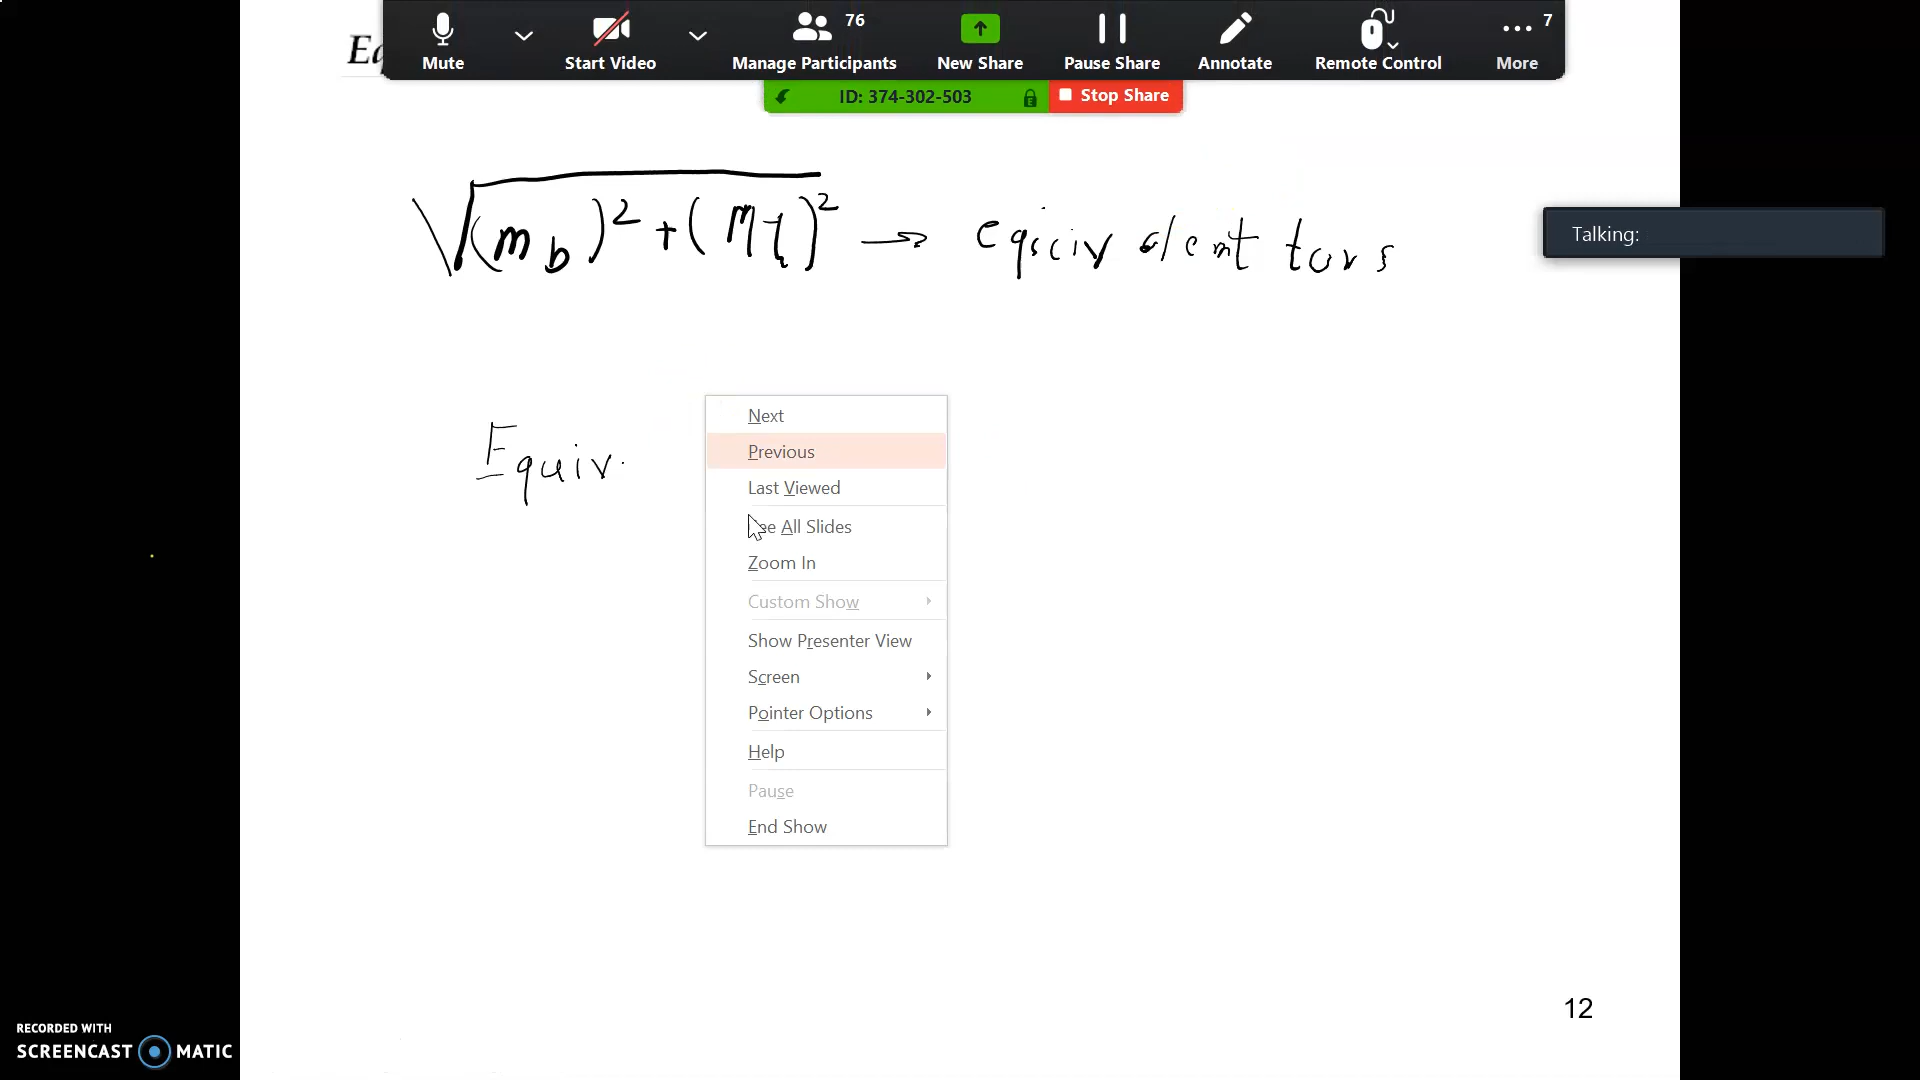 Mute
Start Video
Manage Participants
76
New Share
Pause Share
Annotate
Remote Control
More
7
ID: 374-302-503
Stop Share
Talking:
√(m b)² + (M t)² → equivalent tors
Equiv.
Next
Previous
Last Viewed
See All Slides
Zoom In
Custom Show
Show Presenter View
Screen
Pointer Options
Help
Pause
End Show
12
RECORDED WITH
SCREENCAST MATIC